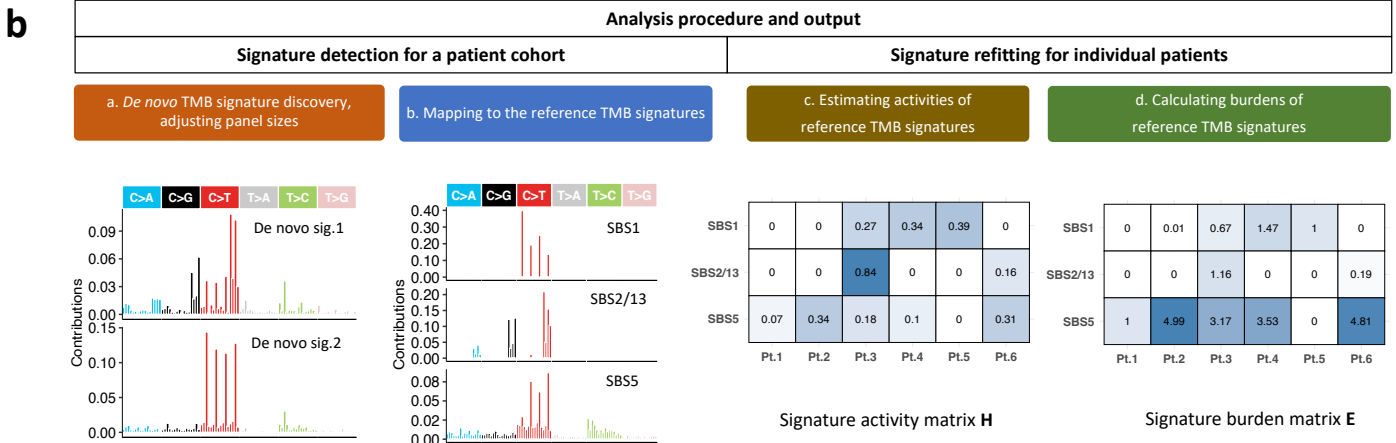 b
Analysis procedure and output
Signature detection for a patient cohort
Signature refitting for individual patients
a. De novo TMB signature discovery,
adjusting panel sizes
b. Mapping to the reference TMB signatures
c. Estimating activities of
reference TMB signatures
d. Calculating burdens of
reference TMB signatures
C>A C>G C>T T>A T>C T>G
Contributions
De novo sig.1
0.09
0.06
0.03
0.00
De novo sig.2
0.15
0.10
0.05
0.00
C>A C>G C>T T>A T>C T>G
Contributions
SBS1
0.40
0.30
0.20
0.10
0.00
SBS2/13
0.20
0.15
0.10
0.05
0.00
SBS5
0.08
0.02
0.02
0.00
SBS1 0 0 0.27 0.34 0.39 0
SBS2/13 0 0 0.84 0 0 0.16
SBS5 0.07 0.34 0.18 0.1 0 0.31
Pt.1 Pt.2 Pt.3 Pt.4 Pt.5 Pt.6
Signature activity matrix H
SBS1 0 0.01 0.67 1.47 1 0
SBS2/13 0 0 1.16 0 0 0.19
SBS5 1 4.99 3.17 3.53 0 4.81
Pt.1 Pt.2 Pt.3 Pt.4 Pt.5 Pt.6
Signature burden matrix E